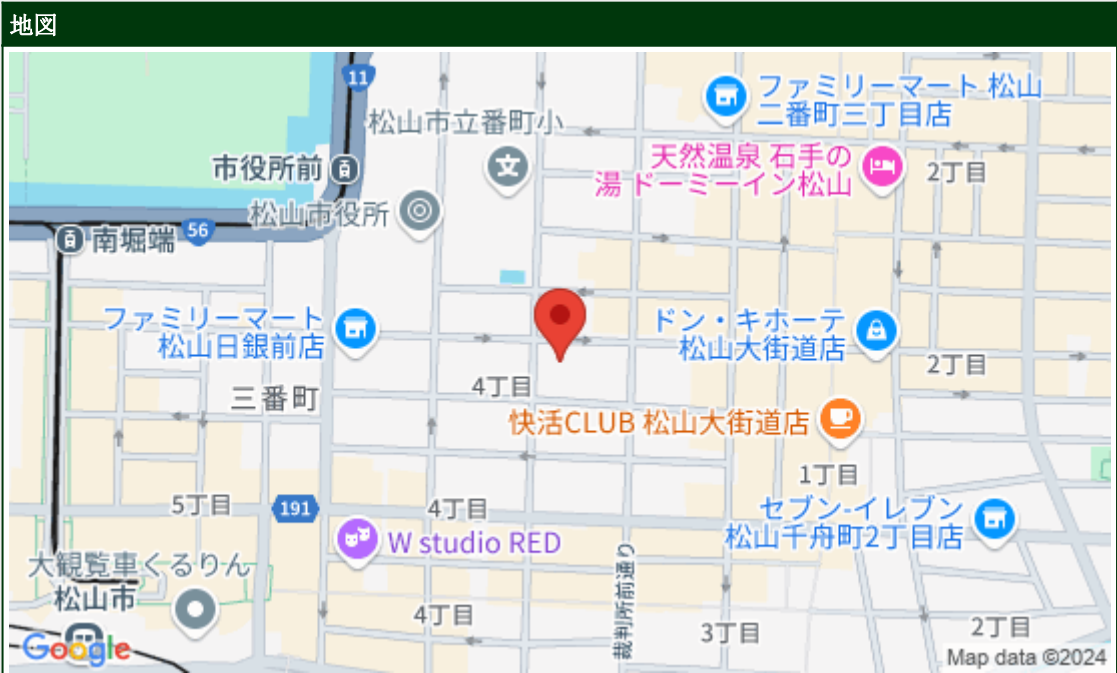 地図
11
ファミリーマート 松山
二番町三丁目店
松山市立番町小
文
天然温泉 石手の
湯 ドーミーイン松山
2丁目
市役所前
松山市役所
56
南堀端
ファミリーマート
松山日銀前店
ドン・キホーテ
松山大街道店
2丁目
4丁目
三番町
快活CLUB 松山大街道店
1丁目
5丁目
191
4丁目
セブン-イレブン
松山千舟町2丁目店
W studio RED
裁判所前通り
大観覧車くるりん
松山市
4丁目
3丁目
2丁目
Google
Map data ©2024